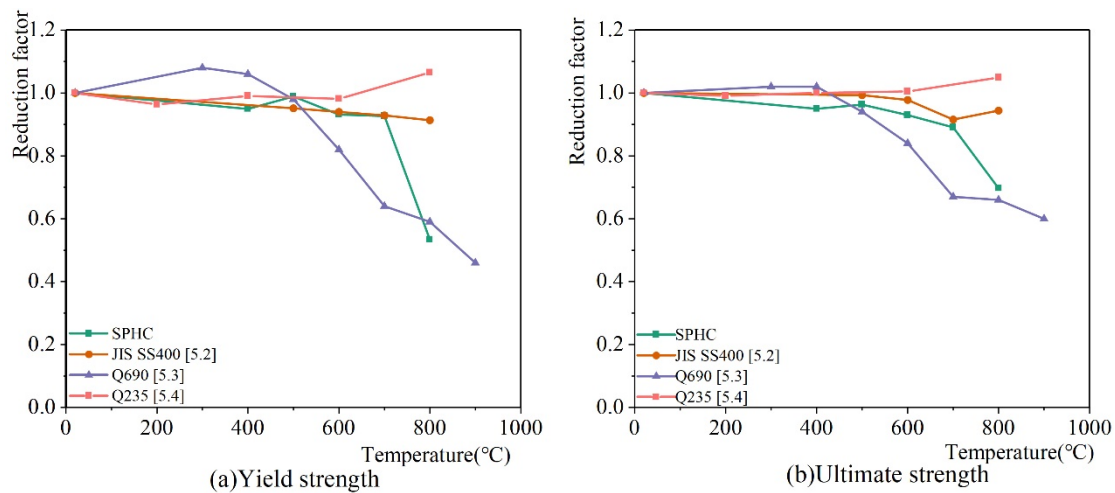 1.2
1.0
0.8
0.6
0.4
0.2
0.0
Reduction factor
SPHC
JIS SS400 [5.2]
Q690 [5.3]
Q235 [5.4]
0 200 400 600 800 1000
Temperature(°C)
(a)Yield strength
1.2
1.0
0.8
0.6
0.4
0.2
0.0
Reduction factor
SPHC
JIS SS400 [5.2]
Q690 [5.3]
Q235 [5.4]
0 200 400 600 800 1000
Temperature(°C)
(b)Ultimate strength